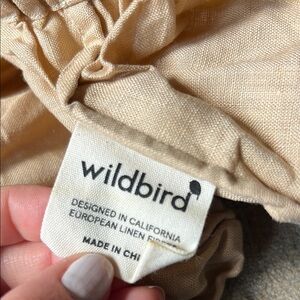 wildbird
DESIGNED IN CALIFORNIA
EUROPEAN LINEN
MADE IN CHI